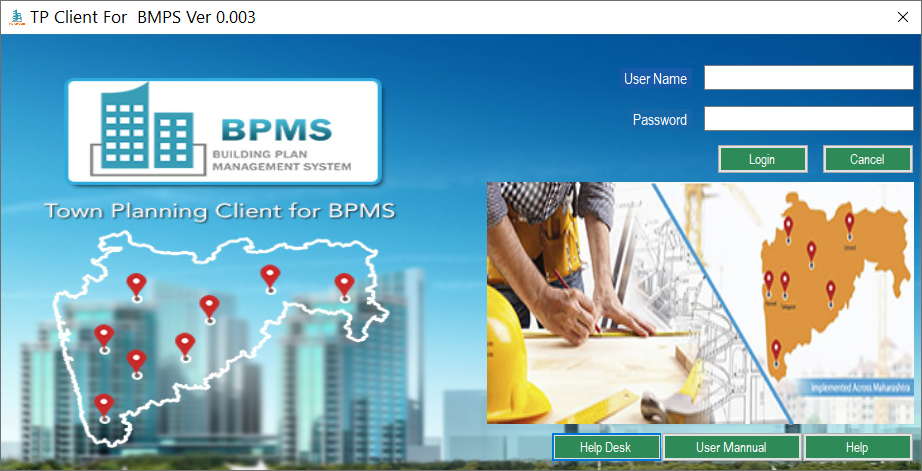 TP Client For BMPS Ver 0.003
User Name
Password
Login
Cancel
BPMS
BUILDING PLAN
MANAGEMENT SYSTEM
Town Planning Client for BPMS
Implemented Across Maharashtra
Help Desk
User Mannual
Help